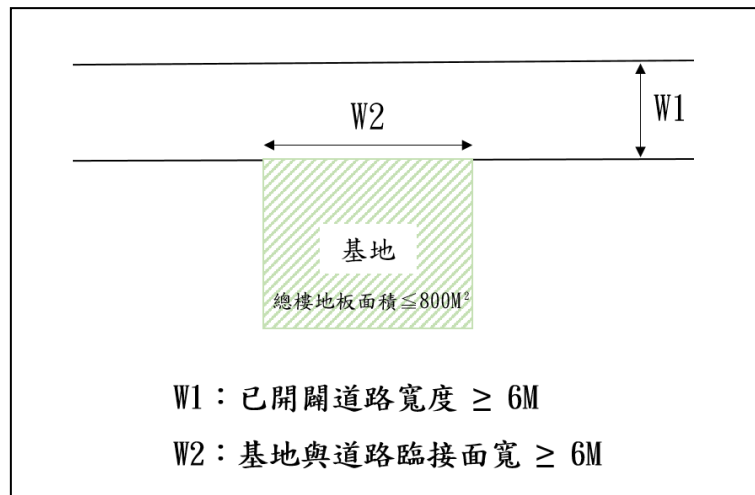 W2
W1
基地
總樓地板面積≦800M²
W1：已開闢道路寬度 ≥ 6M
W2：基地與道路臨接面寬 ≥ 6M